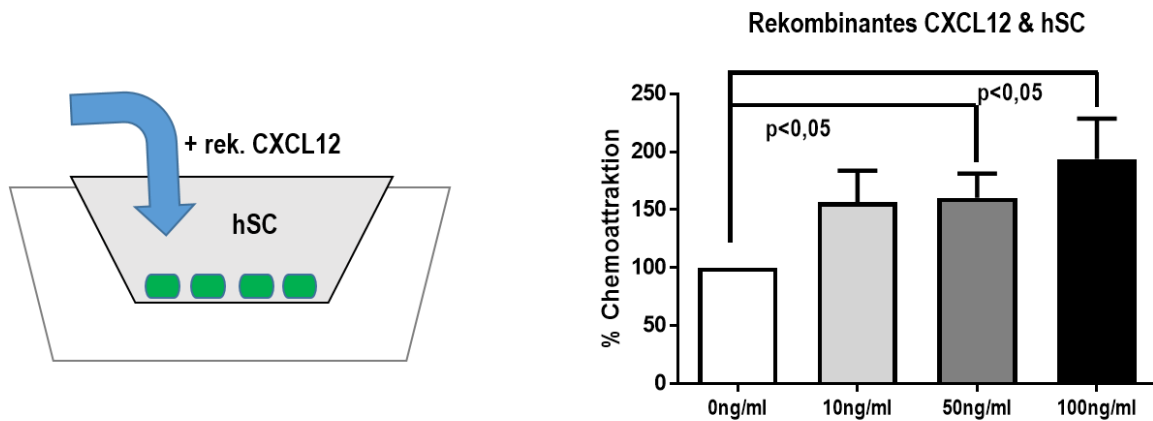 + rek. CXCL12
hSC
Rekombinantes CXCL12 & hSC
% Chemoattraktion
250
200
150
100
50
0
p<0,05
p<0,05
0ng/ml
10ng/ml
50ng/ml
100ng/ml